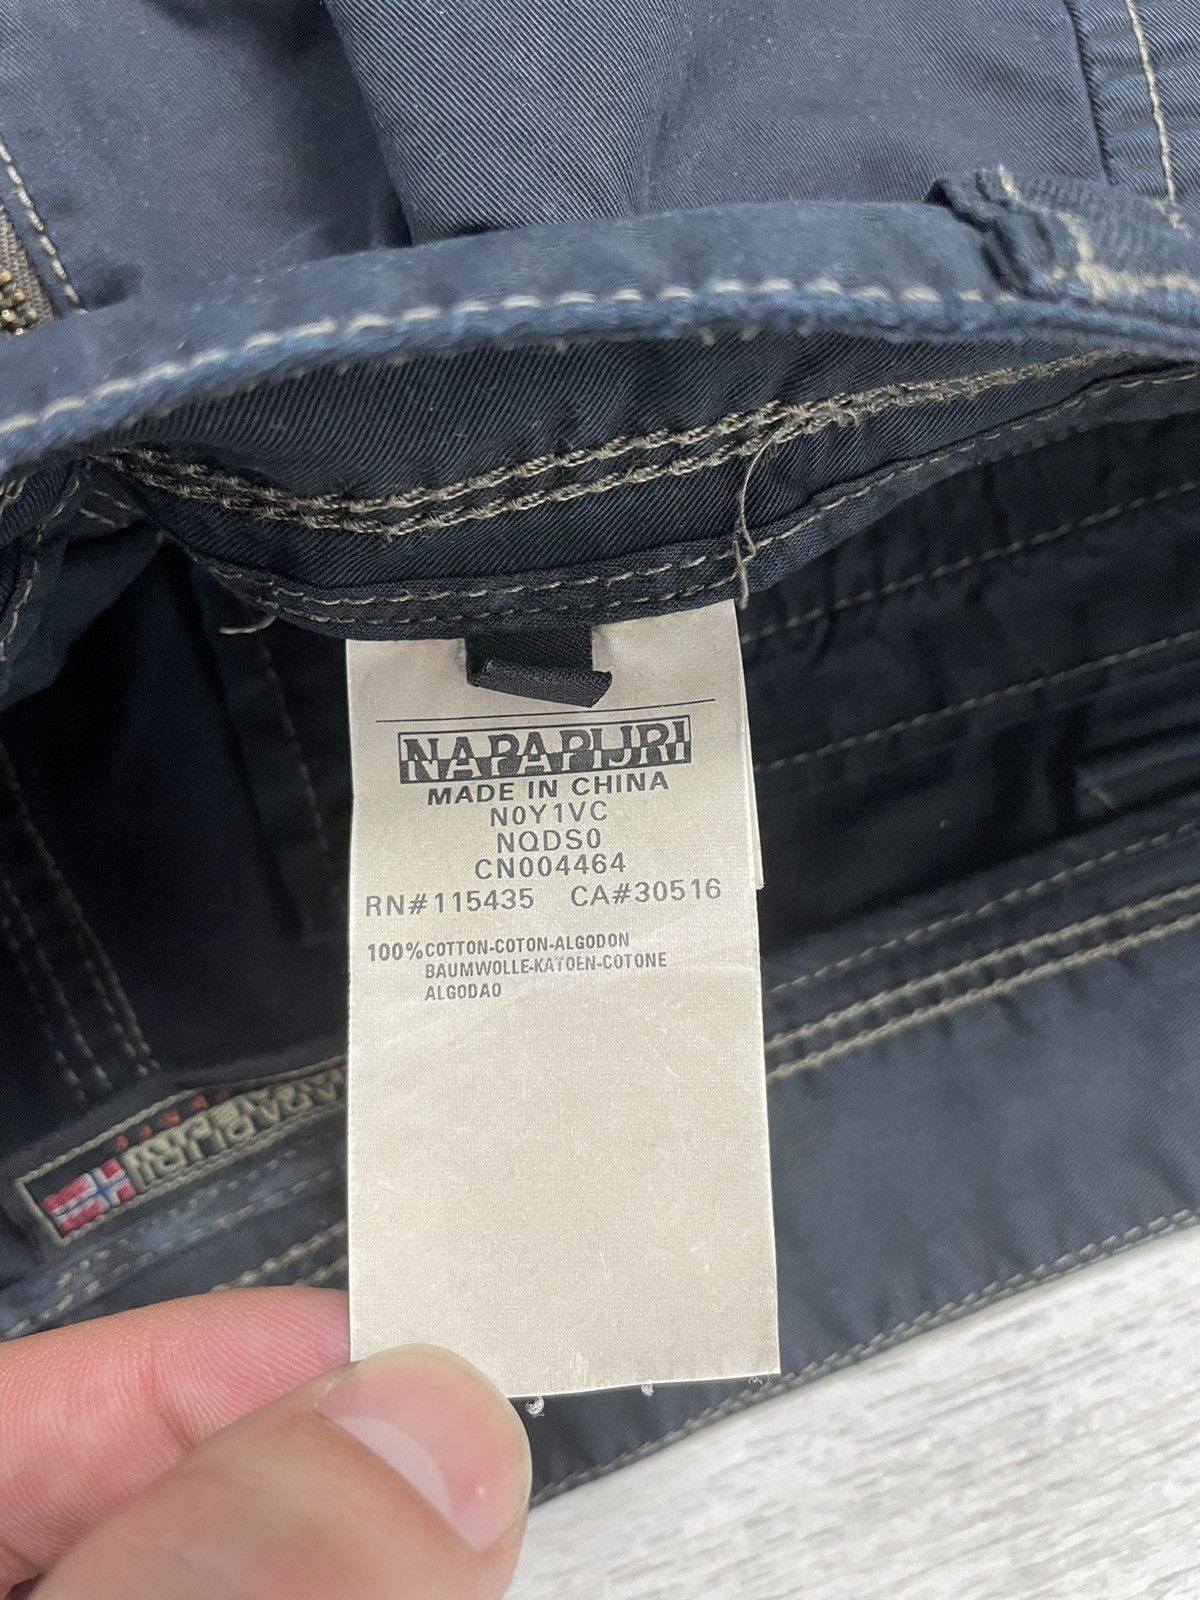 NAPAPIJRI
MADE IN CHINA
N0Y1VC
NQDS0
CN004464
RN#115435 CA#30516
100% COTTON-COTON-ALGODON
BAUMWOLLE-KATOEN-COTONE
ALGODAO
NAPAPIJRI